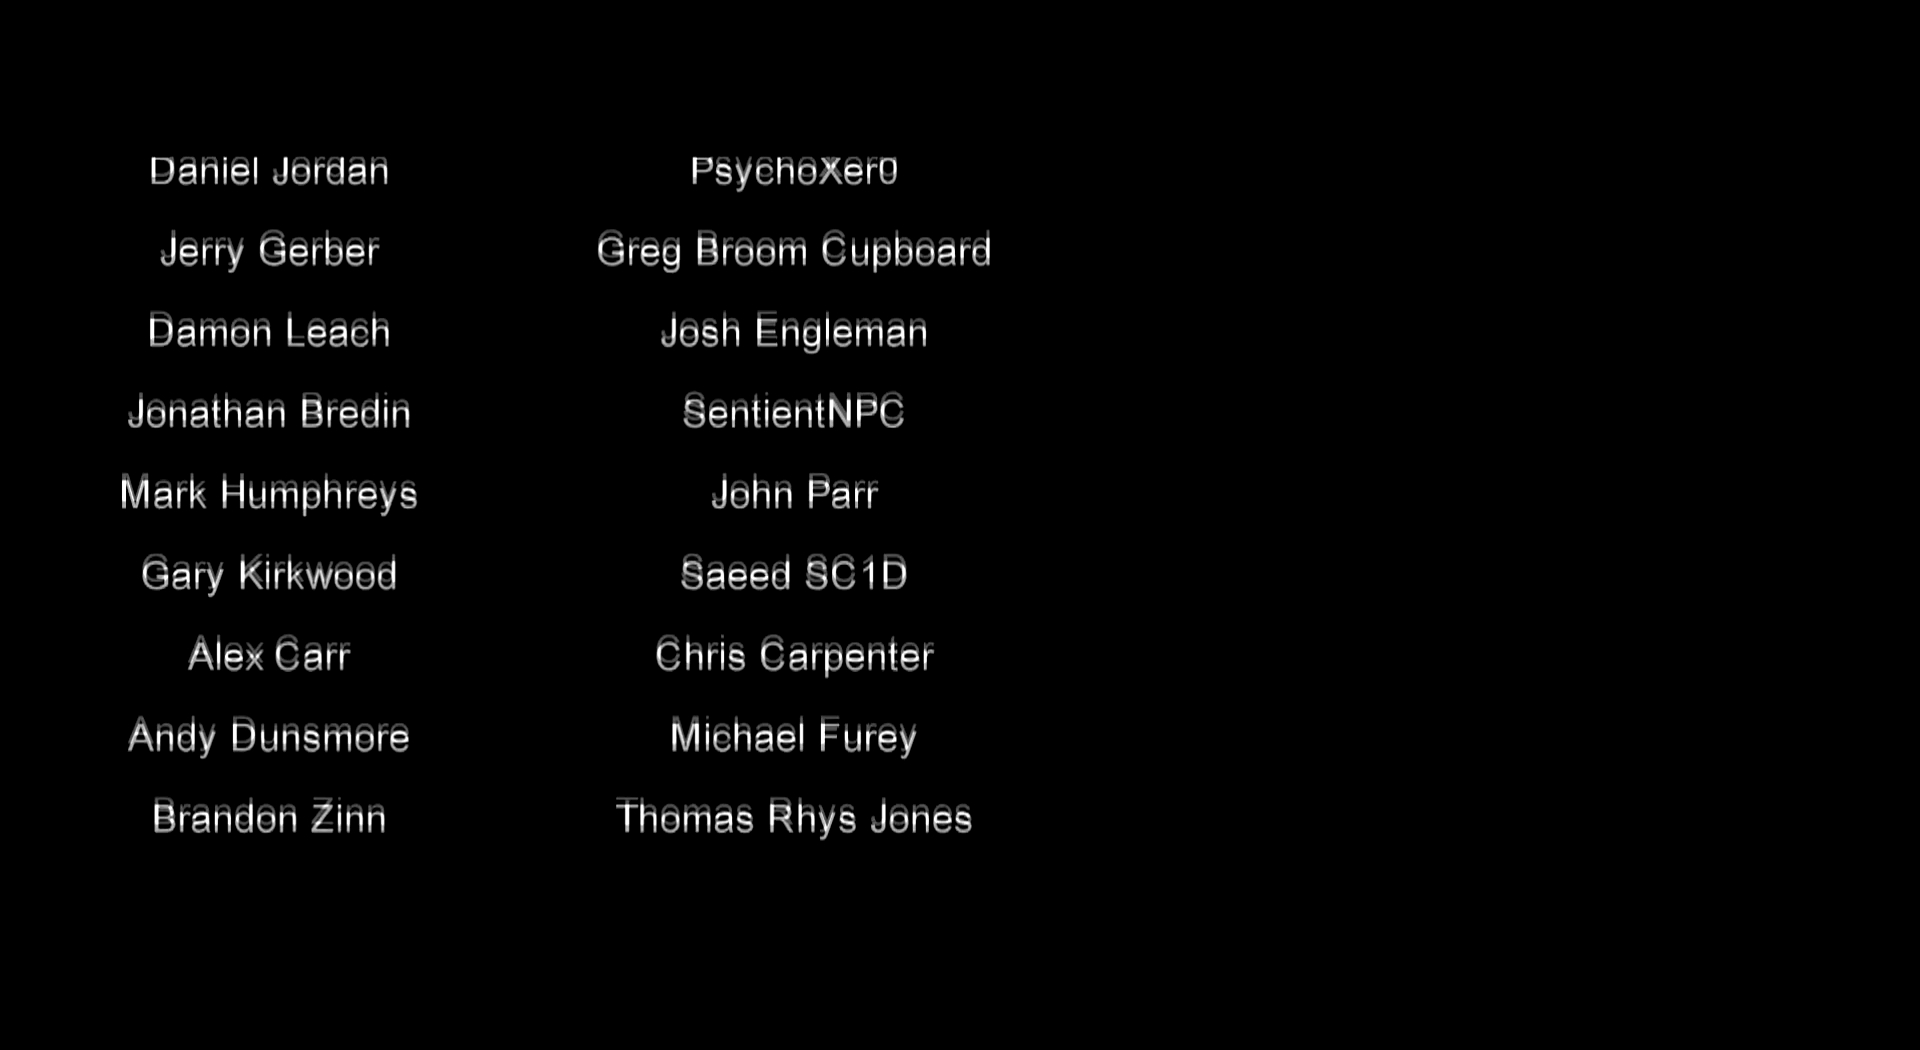 Daniel Jordan PsychoXer0
Jerry Gerber Greg Broom Cupboard
Damon Leach Josh Engleman
Jonathan Bredin SentientNPC
Mark Humphreys John Parr
Gary Kirkwood Saeed SC1D
Alex Carr Chris Carpenter
Andy Dunsmore Michael Furey
Brandon Zinn Thomas Rhys Jones